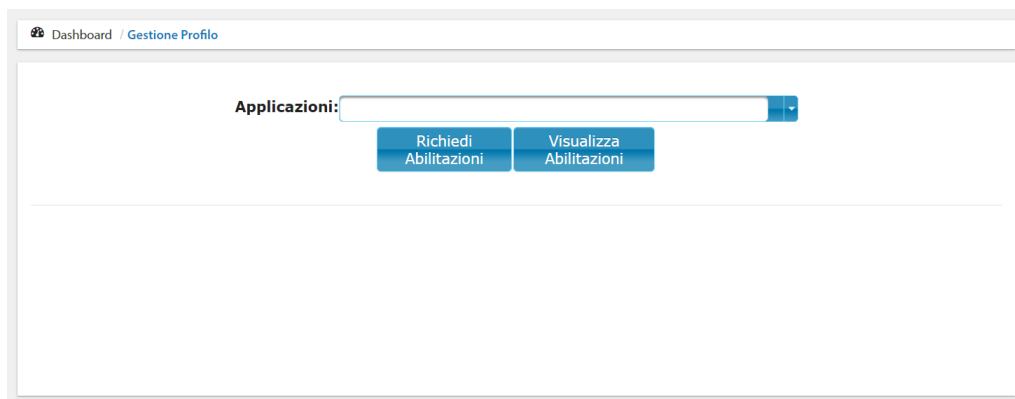 Dashboard / Gestione Profilo
Applicazioni:
Richiedi Abilitazioni
Visualizza Abilitazioni